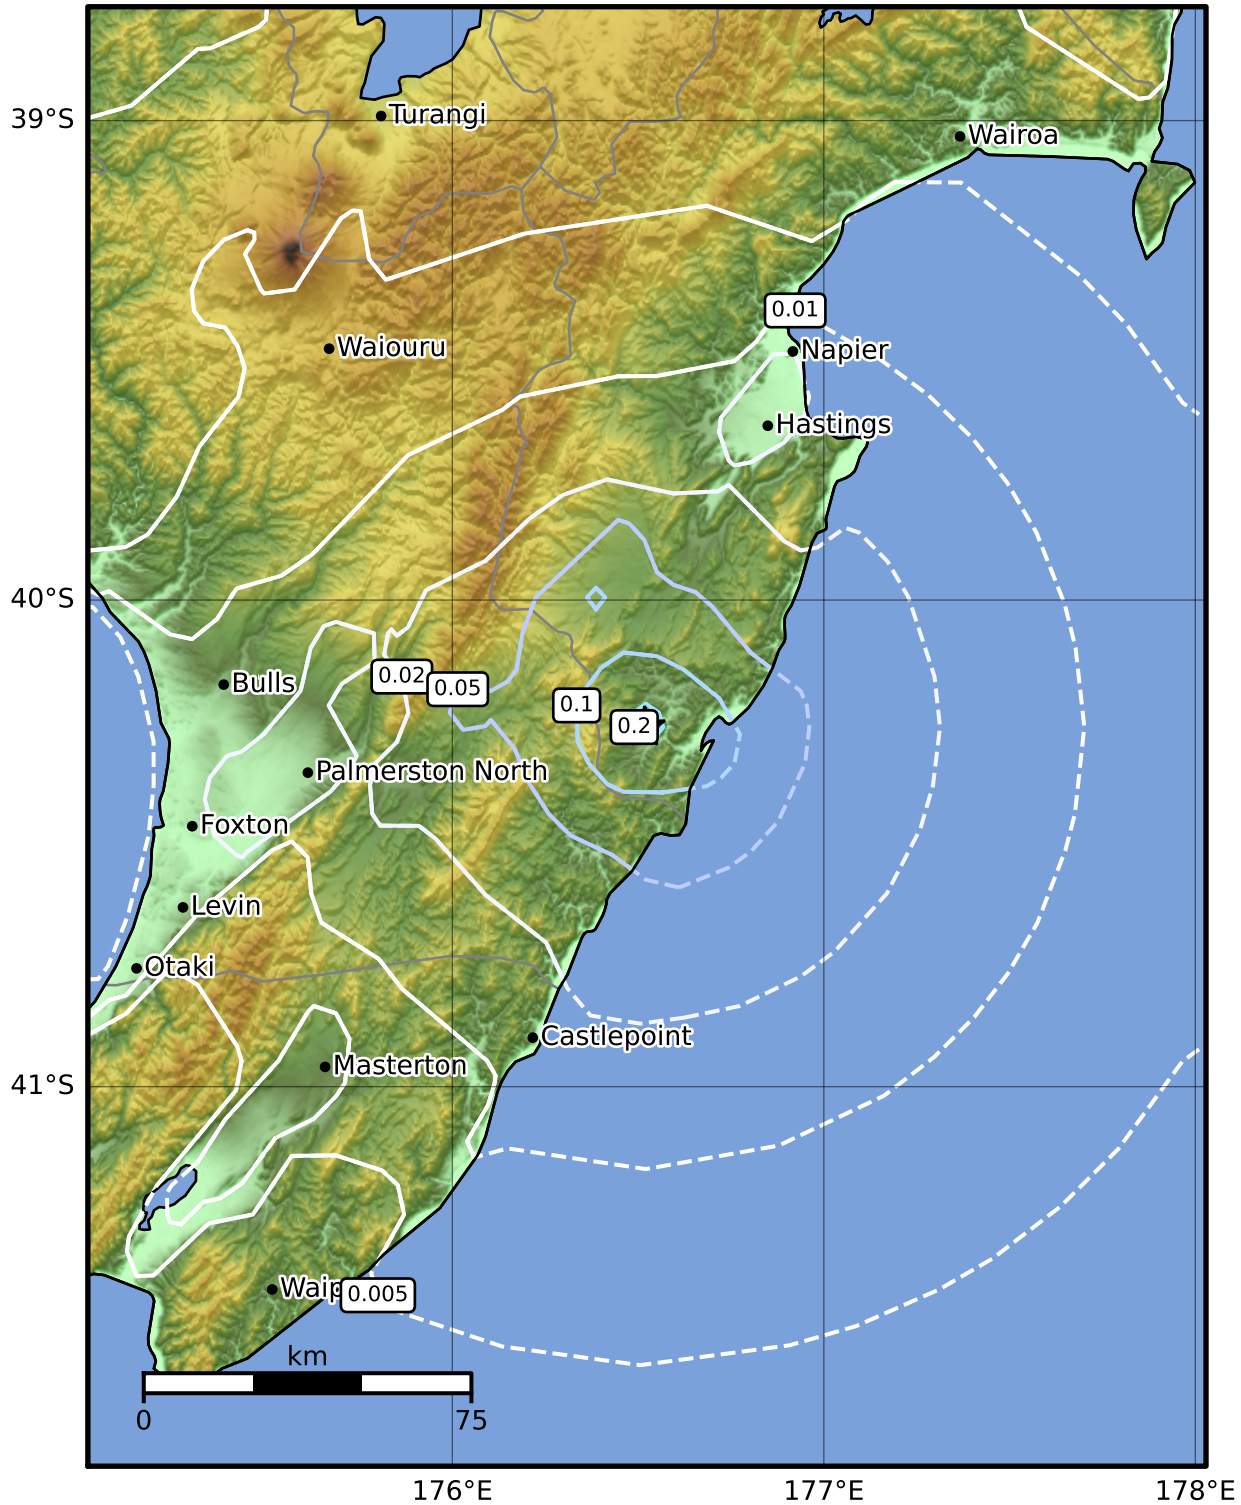 39°S
Turangi
Wairoa
0.01
Waiouru
Napier
Hastings
40°S
Bulls
0.02
0.05
0.1
0.2
Palmerston North
Foxton
Levin
Otaki
Castlepoint
Masterton
41°S
Waip
0.005
km
0
75
176°E
177°E
178°E